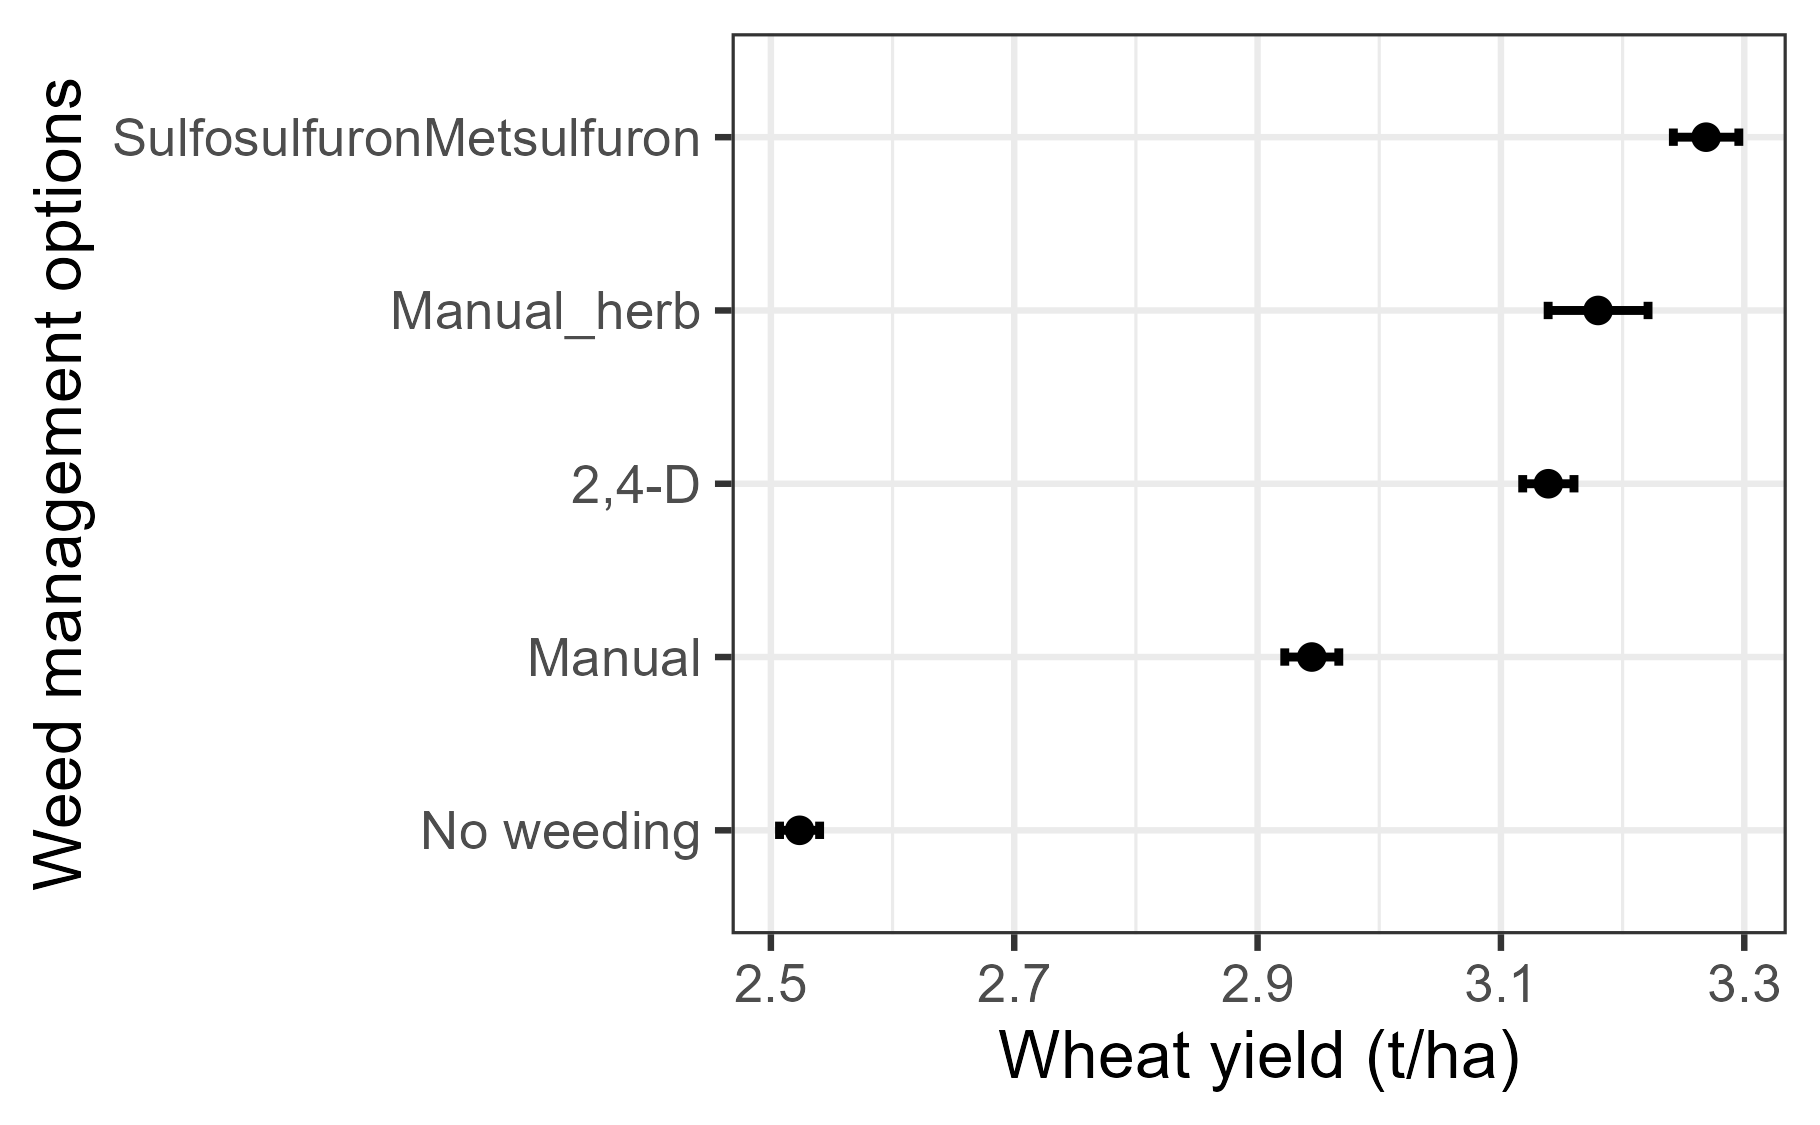 Weed management options
SulfosulfuronMetsulfuron
Manual_herb
2,4-D
Manual
No weeding
2.5 2.7 2.9 3.1 3.3
Wheat yield (t/ha)